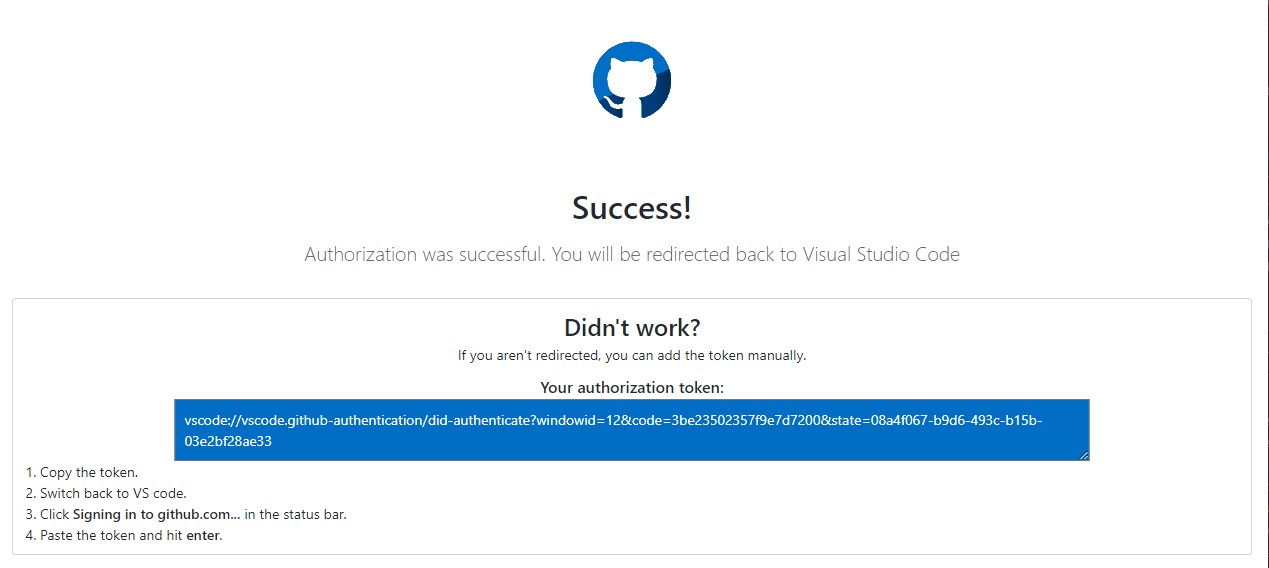 Success!
Authorization was successful. You will be redirected back to Visual Studio Code
Didn't work?
If you aren't redirected, you can add the token manually.
Your authorization token:
vscode://vscode.github-authentication/did-authenticate?windowid=12&code=3be23502357f9e7d7200&state=08a4f067-b9d6-493c-b15b-
03e2bf28ae33
1. Copy the token.
2. Switch back to VS code.
3. Click Signing in to github.com... in the status bar.
4. Paste the token and hit enter.